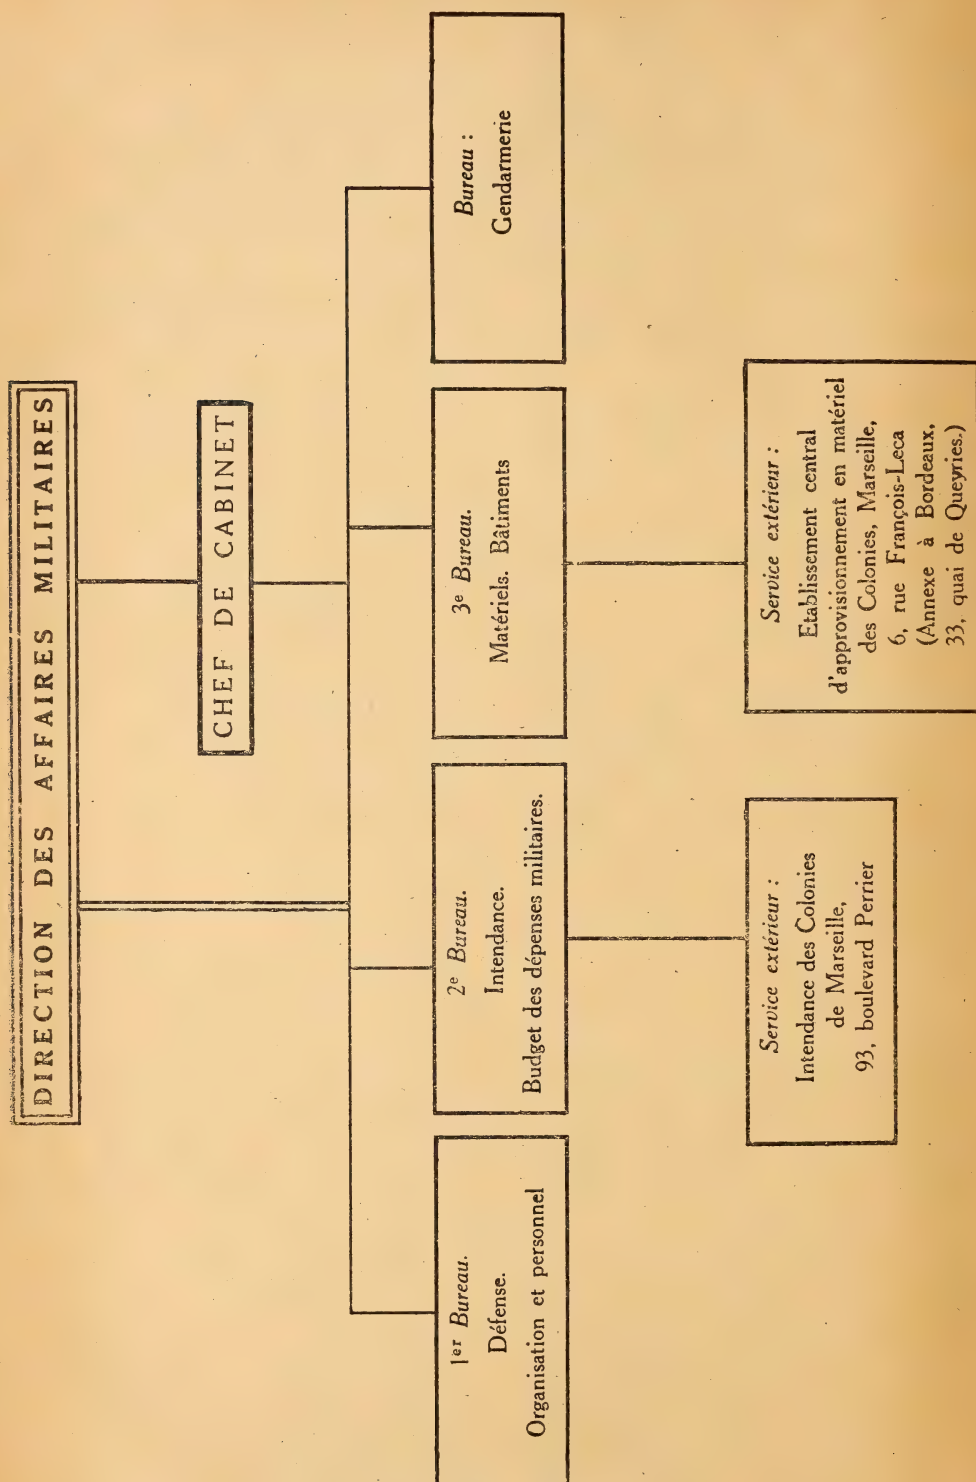 DIRECTION DES AFFAIRES MILITAIRES
CHEF DE CABINET
1er Bureau.
Défense.
Organisation et personnel
2e Bureau.
Intendance.
Budget des dépenses militaires.
3e Bureau.
Matériels. Bâtiments
Bureau :
Gendarmerie
Service extérieur :
Intendance des Colonies
de Marseille,
93, boulevard Perrier
Service extérieur :
Etablissement central
d'approvisionnement en matériel
des Colonies, Marseille,
6, rue François-Leca
(Annexe à Bordeaux,
33, quai de Queyries.)